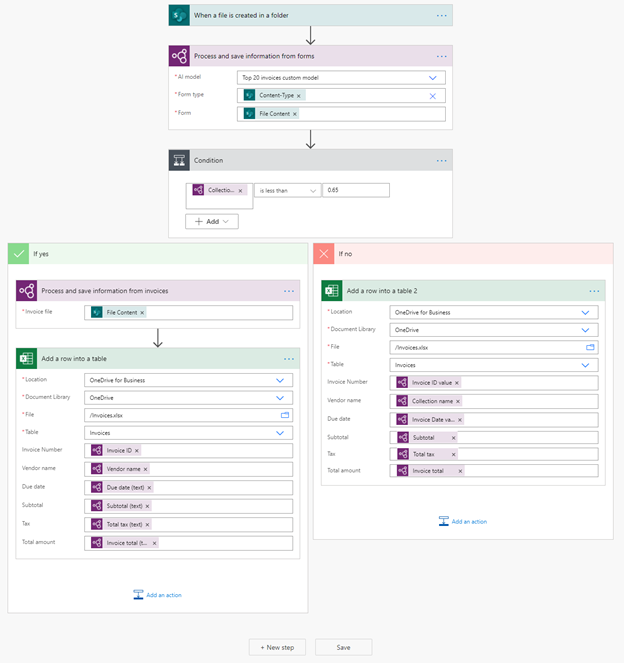 When a file is created in a folder
Process and save information from forms
* AI model
Top 20 invoices custom model
* Form type
Content-Type ×
* Form
File Content ×
Condition
Collectio... ×
is less than
0.65
+ Add
If yes
Process and save information from invoices
* Invoice file
File Content ×
Add a row into a table
* Location
OneDrive for Business
* Document Library
OneDrive
* File
/Invoices.xlsx
* Table
Invoices
Invoice Number
Invoice ID ×
Vendor name
Vendor name ×
Due date
Due date (text) ×
Subtotal
Subtotal (text) ×
Tax
Total tax (text) ×
Total amount
Invoice total (t... ×
Add an action
If no
Add a row into a table 2
* Location
OneDrive for Business
* Document Library
OneDrive
* File
/Invoices.xlsx
* Table
Invoices
Invoice Number
Invoice ID value ×
Vendor name
Collection name ×
Due date
Invoice Date va... ×
Subtotal
Subtotal ×
Tax
Total tax ×
Total amount
Invoice total ×
Add an action
+ New step
Save